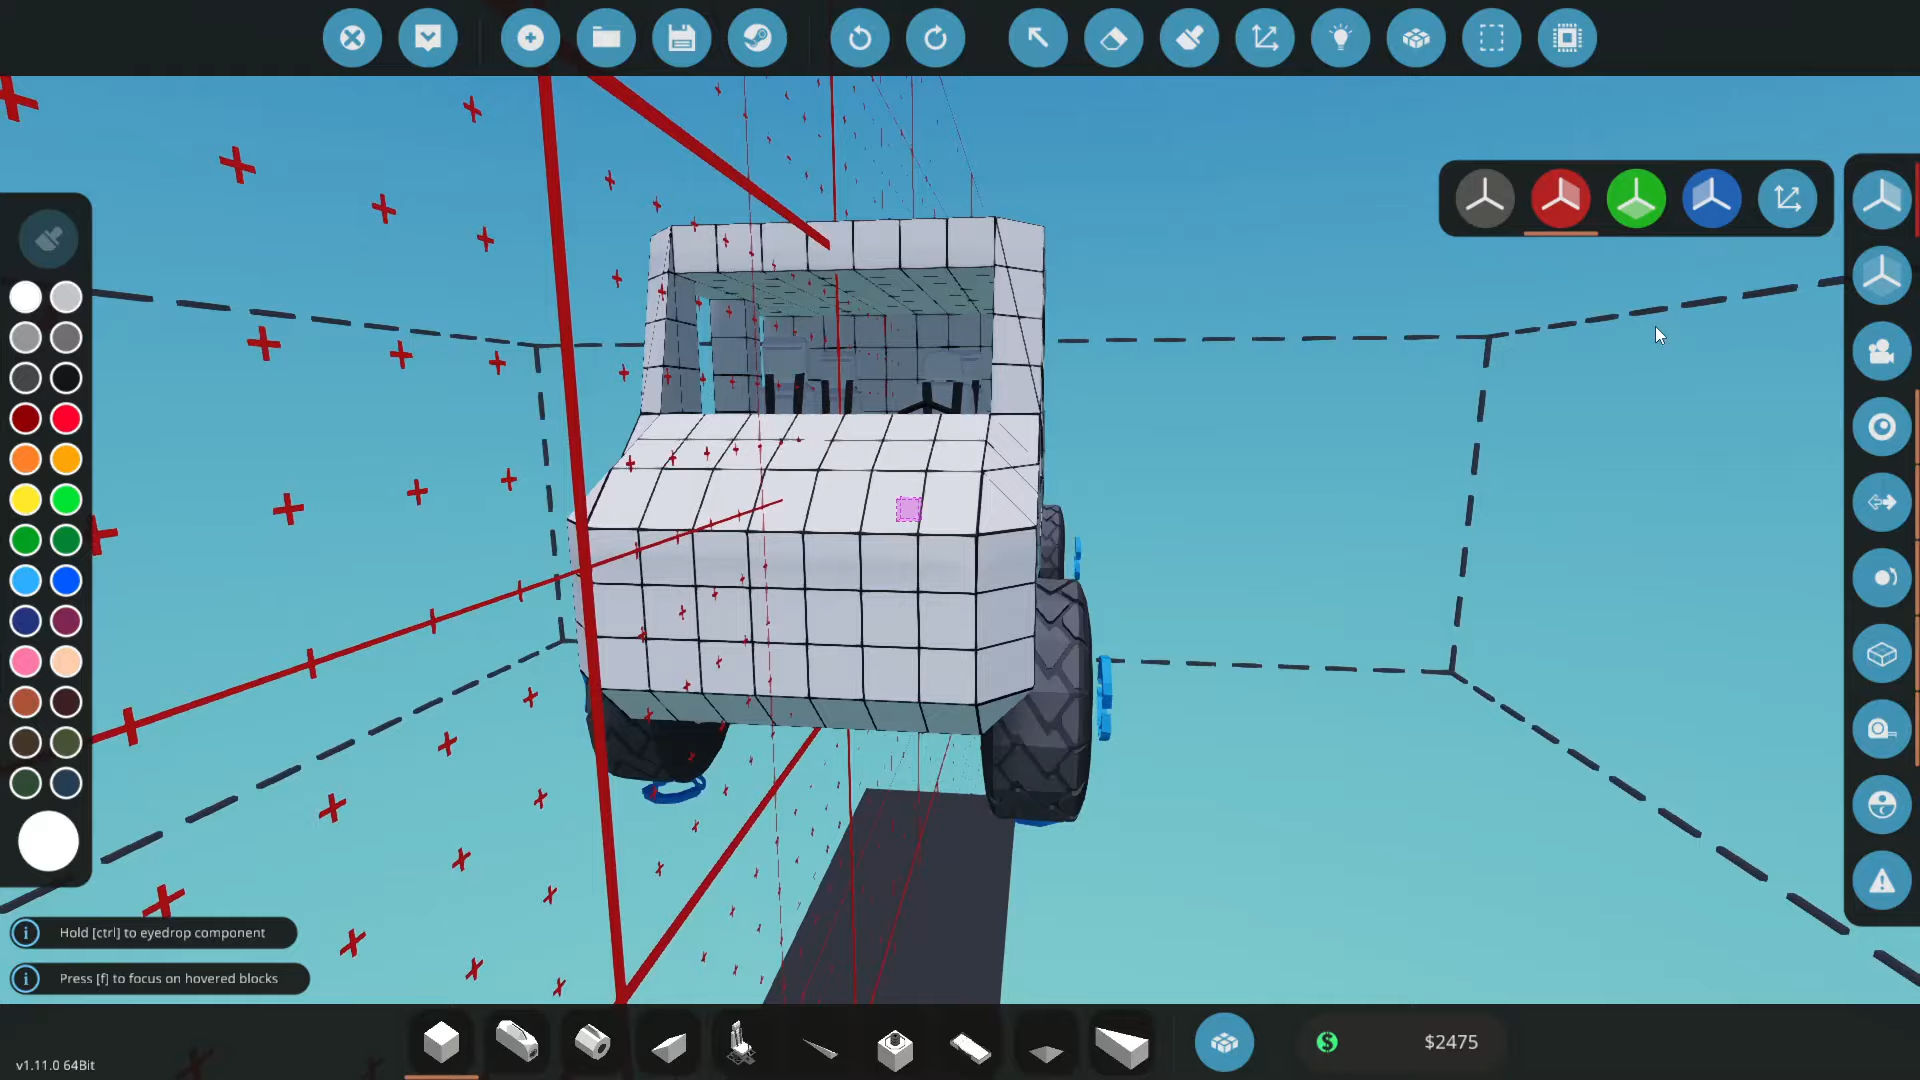 Hold [ctrl] to eyedrop component
Press [f] to focus on hovered blocks
v1.11.0 64Bit
$2475